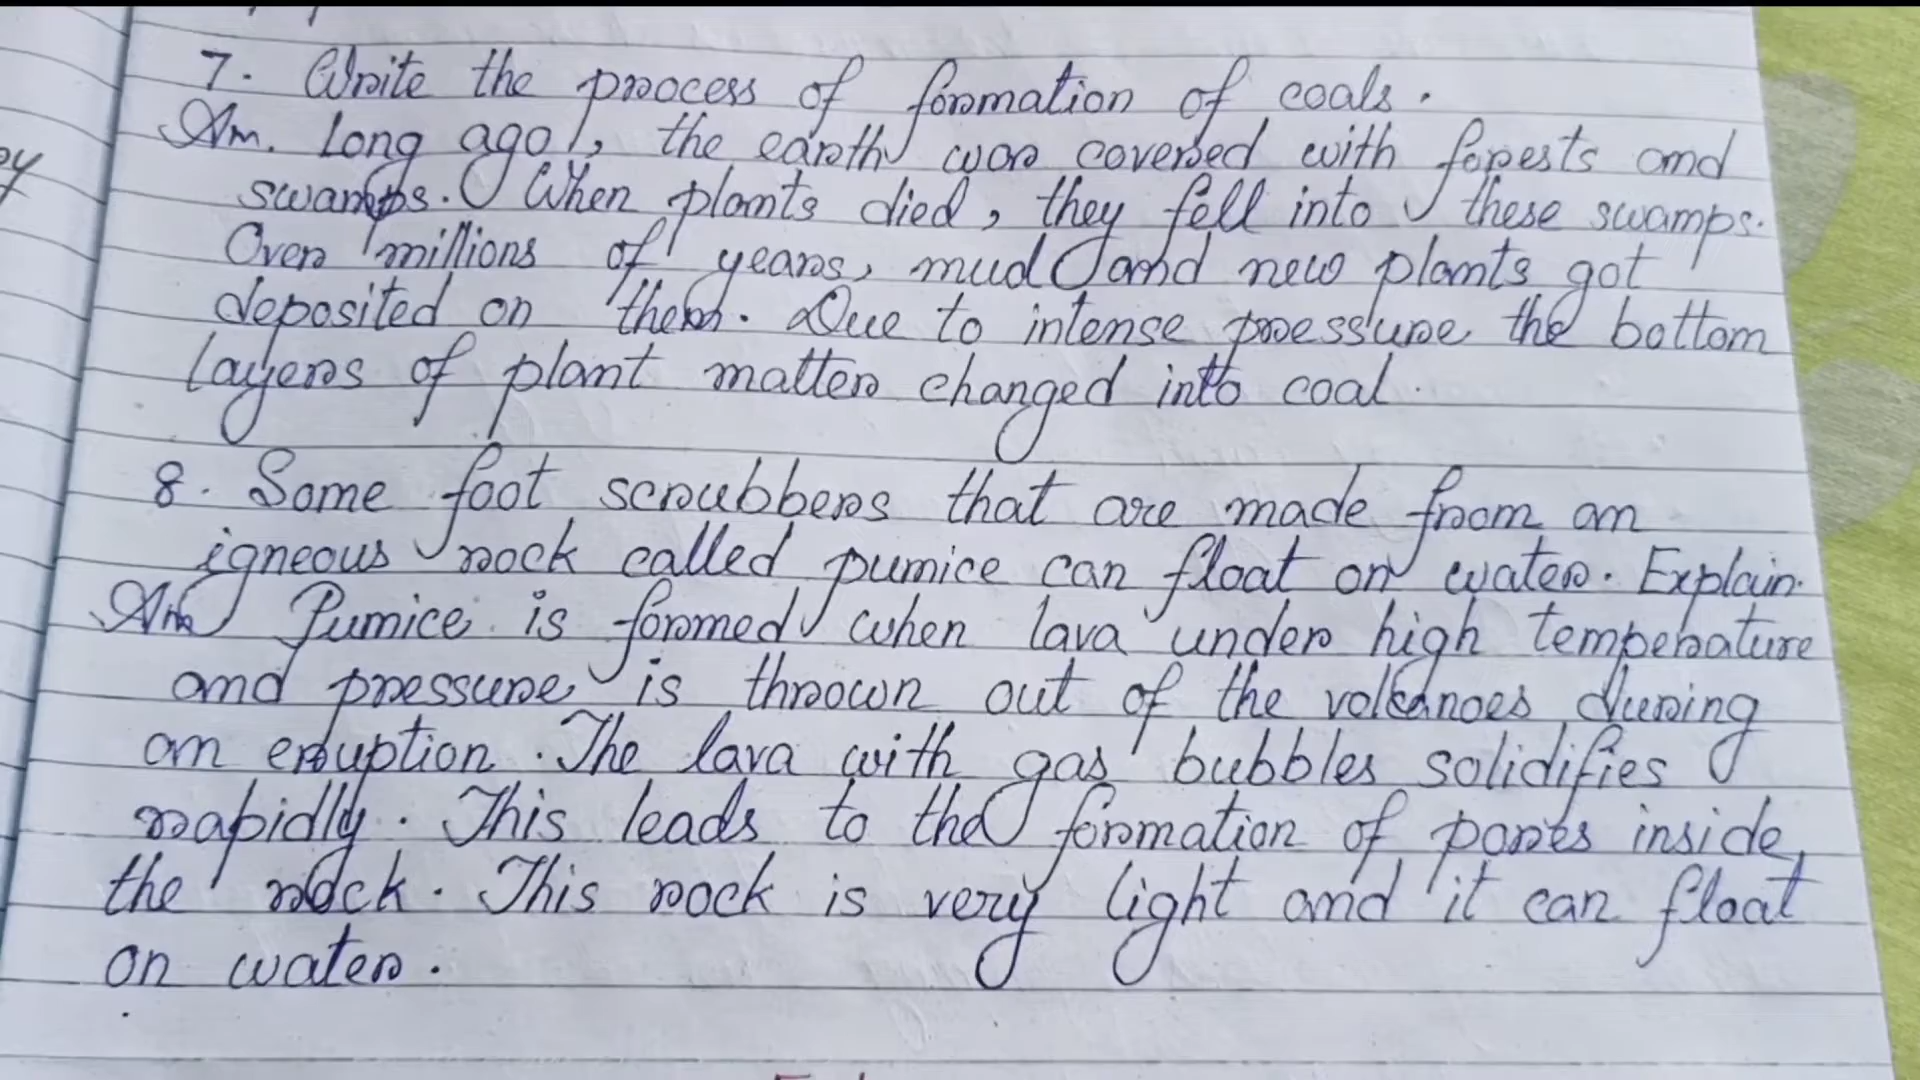 7. Write the process of formation of coals.
Ans. Long ago, the earth was covered with forests and
swamps. When plants died, they fell into these swamps.
Over millions of years, mud and new plants got
deposited on them. Due to intense pressure the bottom
layers of plant matter changed into coal.
8. Some foot scrubbers that are made from an
igneous rock called pumice can float on water. Explain.
Ans Pumice is formed when lava under high temperature
and pressure is thrown out of the volcanoes during
an eruption. The lava with gas bubbles solidifies
rapidly. This leads to the formation of pores inside
the rock. This rock is very light and it can float
on water.